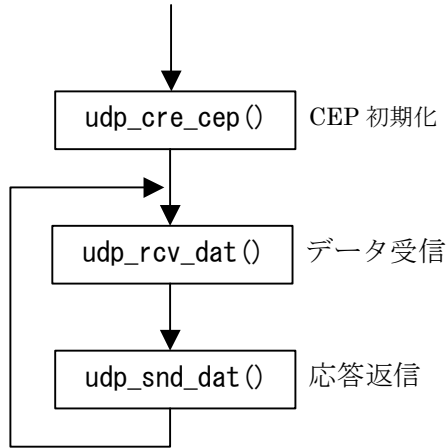 udp_cre_cep() CEP 初期化
udp_rcv_dat() データ受信
udp_snd_dat() 応答返信